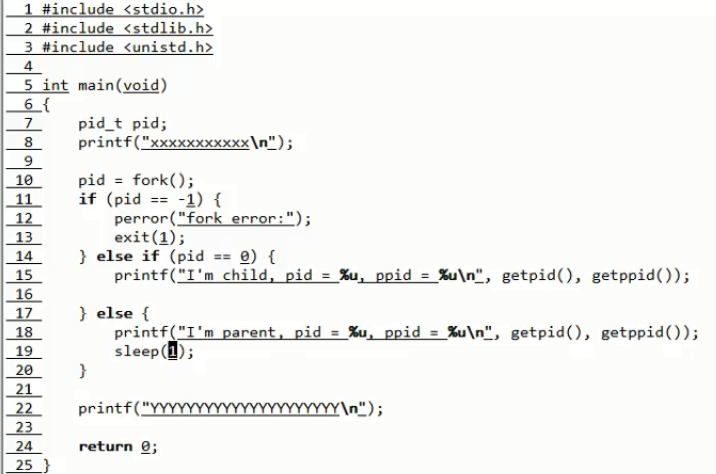 1 #include <stdio.h>
2 #include <stdlib.h>
3 #include <unistd.h>
4
5 int main(void)
6 {
7     pid_t pid;
8     printf("xxxxxxxxxxx\n");
9
10     pid = fork();
11     if (pid == -1) {
12         perror("fork error:");
13         exit(1);
14     } else if (pid == 0) {
15         printf("I'm child, pid = %u, ppid = %u\n", getpid(), getppid());
16
17     } else {
18         printf("I'm parent, pid = %u, ppid = %u\n", getpid(), getppid());
19         sleep(1);
20     }
21
22     printf("YYYYYYYYYYYYYYYYYYYYY\n");
23
24     return 0;
25 }